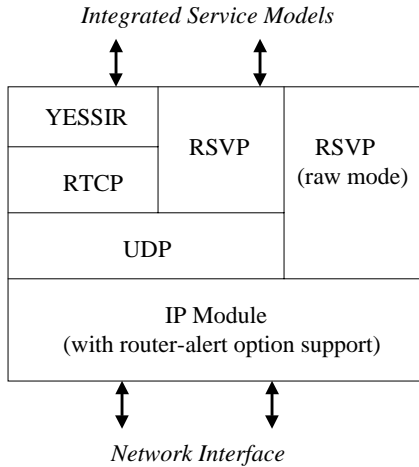 Integrated Service Models
YESSIR
RSVP
RSVP
(raw mode)
RTCP
UDP
IP Module
(with router-alert option support)
Network Interface